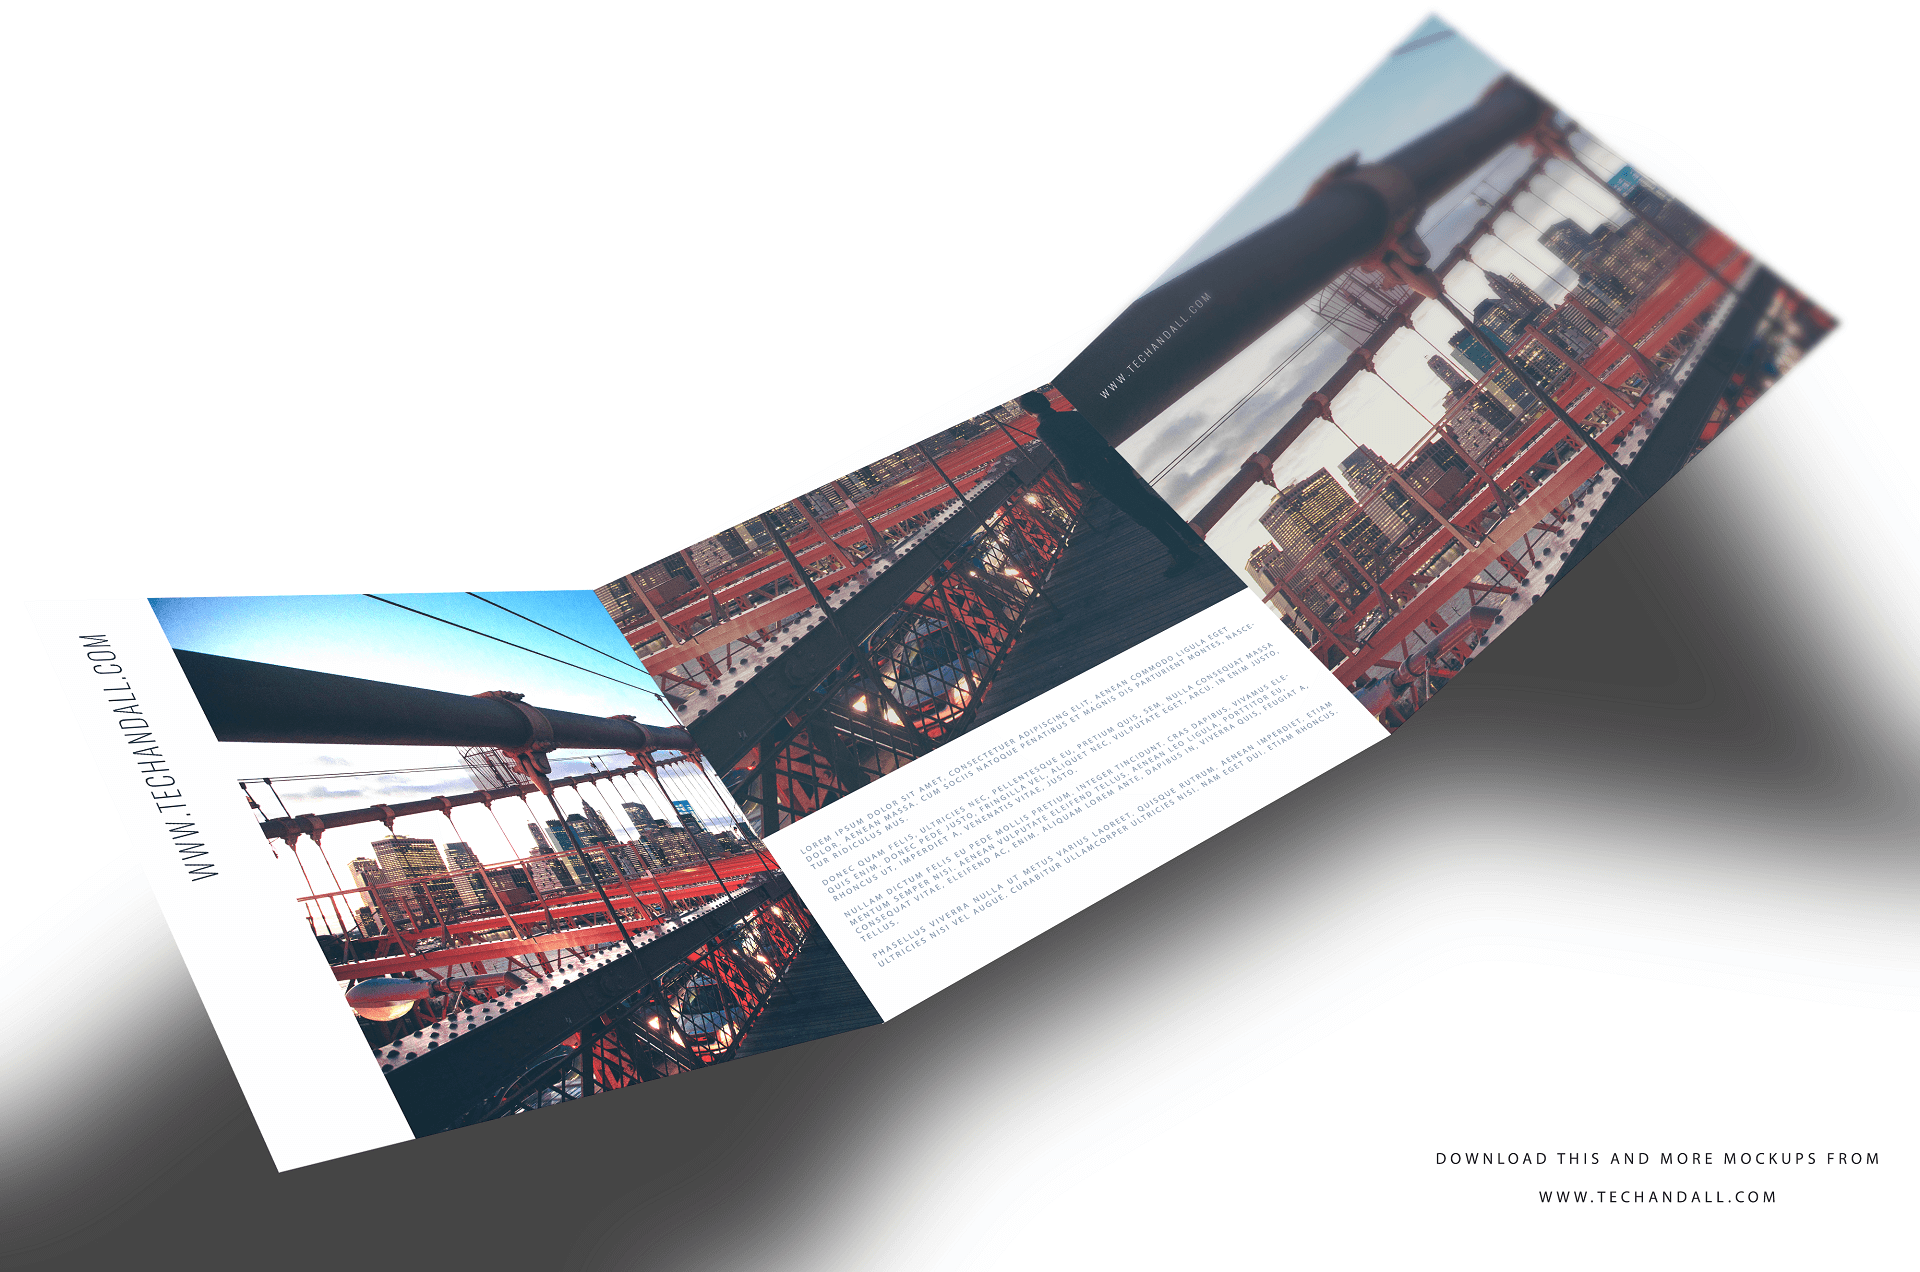 WWW.TECHANDALL.COM
WWW.TECHANDALL.COM
LOREM IPSUM DOLOR SIT AMET, CONSECTETUER ADIPISCING ELIT. AENEAN COMMODO LIGULA EGET
DOLOR. AENEAN MASSA. CUM SOCIIS NATOQUE PENATIBUS ET MAGNIS DIS PARTURIENT MONTES, NASCE-
TUR RIDICULUS MUS.
DONEC QUAM FELIS, ULTRICIES NEC, PELLENTESQUE EU, PRETIUM QUIS, SEM. NULLA CONSEQUAT MASSA
QUIS ENIM. DONEC PEDE JUSTO, FRINGILLA VEL, ALIQUET NEC, VULPUTATE EGET, ARCU. IN ENIM JUSTO,
RHONCUS UT, IMPERDIET A, VENENATIS VITAE, JUSTO.
NULLAM DICTUM FELIS EU PEDE MOLLIS PRETIUM. INTEGER TINCIDUNT. CRAS DAPIBUS. VIVAMUS ELE-
MENTUM SEMPER NISI. AENEAN VULPUTATE ELEIFEND TELLUS. AENEAN LEO LIGULA, PORTTITOR EU,
CONSEQUAT VITAE, ELEIFEND AC, ENIM. ALIQUAM LOREM ANTE, DAPIBUS IN, VIVERRA QUIS, FEUGIAT A,
TELLUS.
PHASELLUS VIVERRA NULLA UT METUS VARIUS LAOREET. QUISQUE RUTRUM. AENEAN IMPERDIET. ETIAM
ULTRICIES NISI VEL AUGUE. CURABITUR ULLAMCORPER ULTRICIES NISI. NAM EGET DUI. ETIAM RHONCUS.
DOWNLOAD THIS AND MORE MOCKUPS FROM
WWW.TECHANDALL.COM